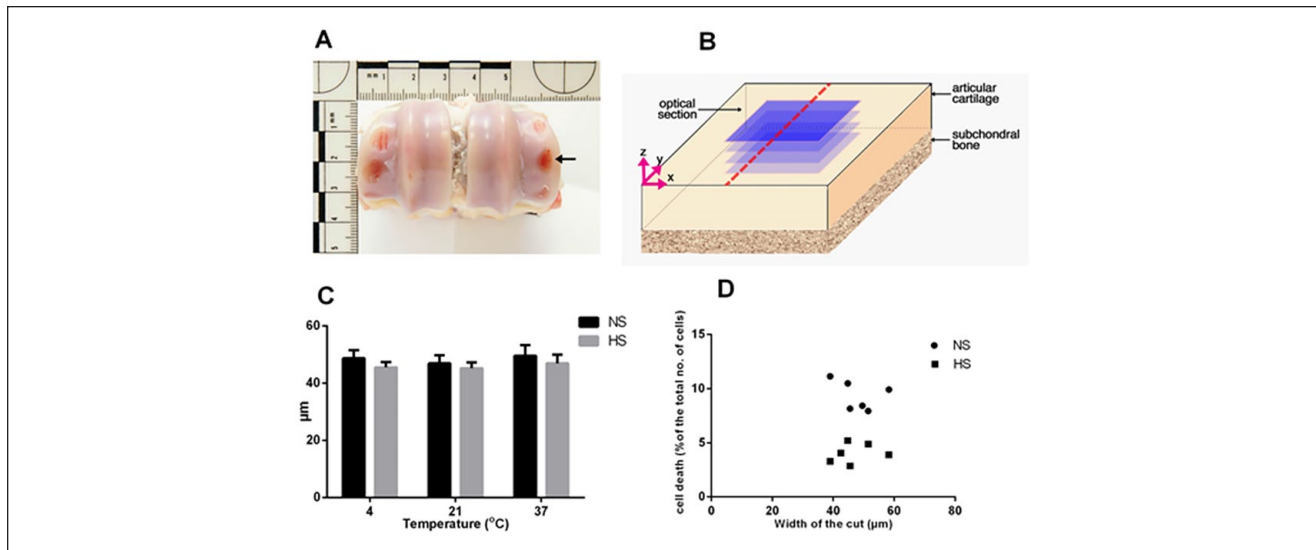 A
mm 1 2 3 4 5
mm 1 2 3 4 5
B
optical
section
articular
cartilage
subchondral
bone
z
y
x
C
NS
HS
60
40
20
0
µm
4 21 37
Temperature (°C)
D
NS
HS
cell death (%of the total no. of cells)
15
10
5
0
0 20 40 60 80
Width of the cut (µm)